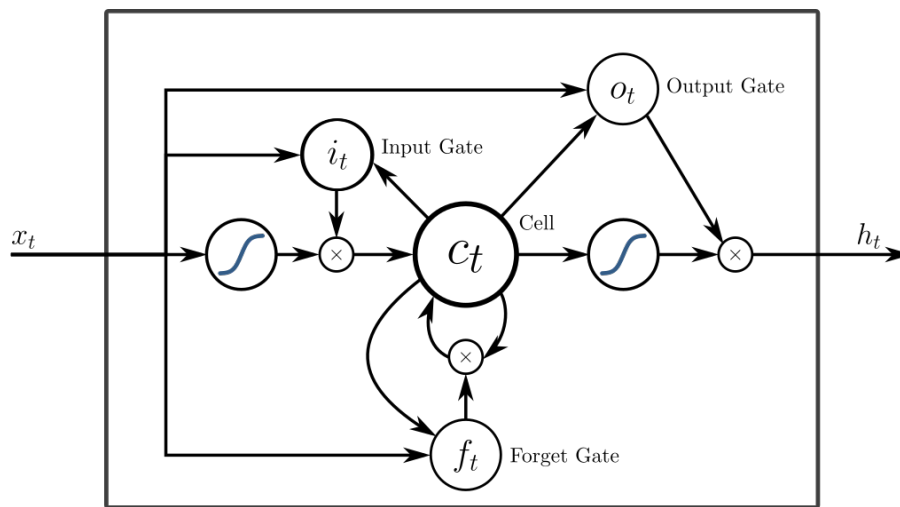 o_t
Output Gate
i_t
Input Gate
x_t
×
c_t
Cell
×
h_t
×
f_t
Forget Gate